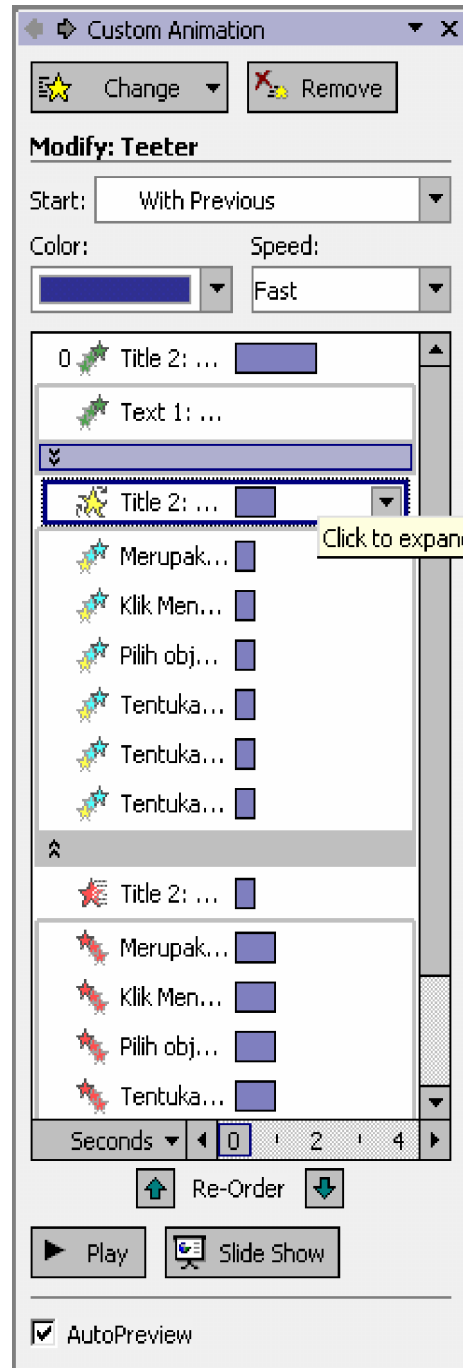 Custom Animation
Change Remove
Modify: Teeter
Start: With Previous
Color: Speed:
Fast
0 Title 2: ...
Text 1: ...
Title 2: ...
Click to expand
Merupak...
Klik Men...
Pilih obj...
Tentuka...
Tentuka...
Tentuka...
Title 2: ...
Merupak...
Klik Men...
Pilih obj...
Tentuka...
Seconds 0 2 4
Re-Order
Play Slide Show
AutoPreview